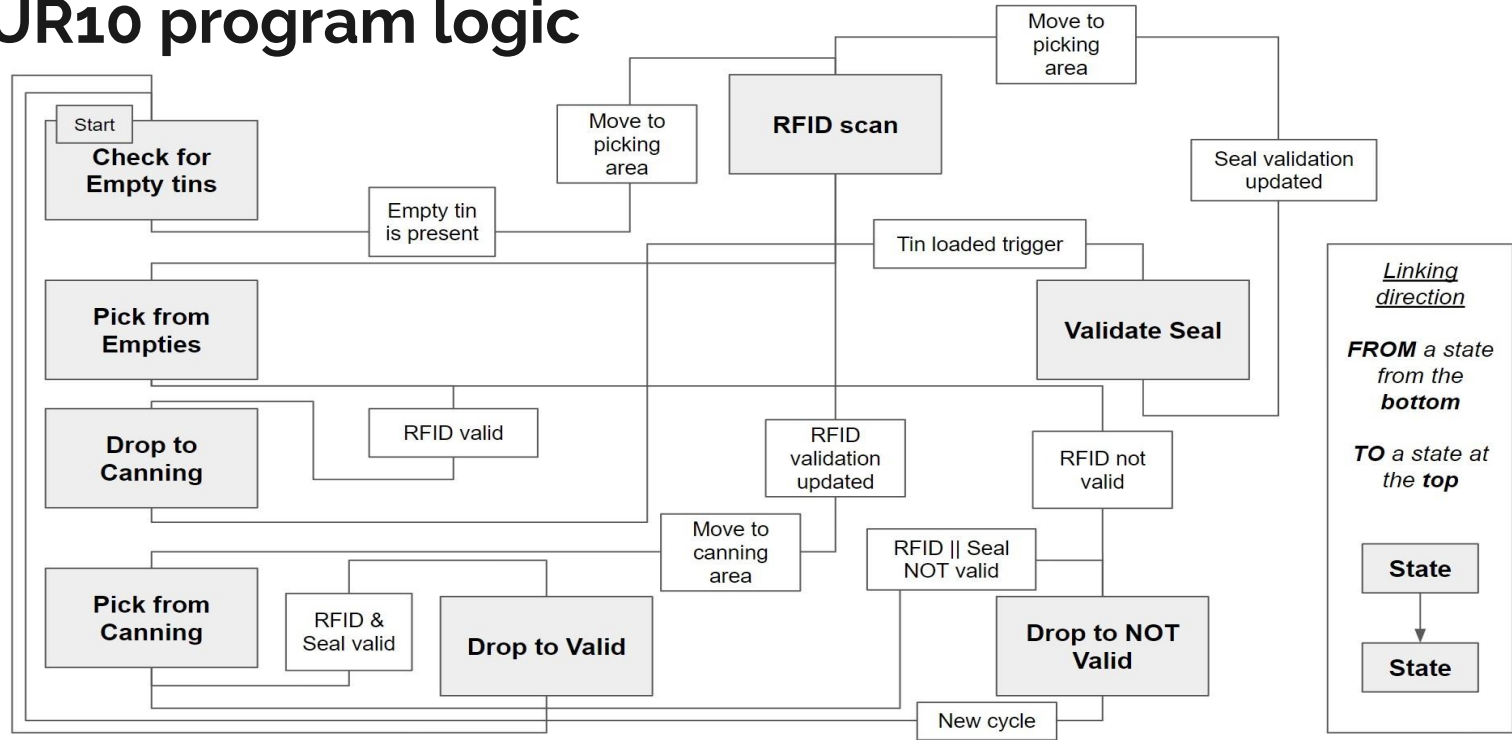 UR10 program logic
Start
Check for
Empty tins
Empty tin
is present
Move to
picking
area
RFID scan
Move to
picking
area
Seal validation
updated
Tin loaded trigger
Pick from
Empties
Validate Seal
Drop to
Canning
RFID valid
RFID
validation
updated
RFID not
valid
Move to
canning
area
RFID || Seal
NOT valid
Pick from
Canning
RFID &
Seal valid
Drop to Valid
Drop to NOT
Valid
New cycle
Linking
direction
FROM a state
from the
bottom
TO a state at
the top
State
State